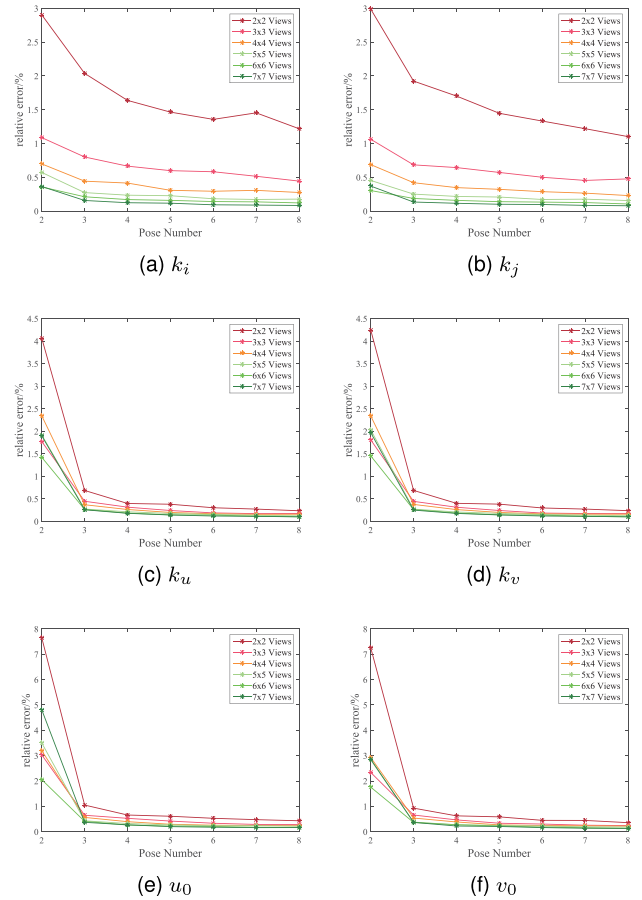 relative error/%
3
2.5
2
1.5
1
0.5
0
2 3 4 5 6 7 8
Pose Number
2x2 Views
3x3 Views
4x4 Views
5x5 Views
6x6 Views
7x7 Views
(a) k_i
relative error/%
3
2.5
2
1.5
1
0.5
0
2 3 4 5 6 7 8
Pose Number
2x2 Views
3x3 Views
4x4 Views
5x5 Views
6x6 Views
7x7 Views
(b) k_j
relative error/%
4.5
4
3.5
3
2.5
2
1.5
1
0.5
0
2 3 4 5 6 7 8
Pose Number
2x2 Views
3x3 Views
4x4 Views
5x5 Views
6x6 Views
7x7 Views
(c) k_u
relative error/%
4.5
4
3.5
3
2.5
2
1.5
1
0.5
0
2 3 4 5 6 7 8
Pose Number
2x2 Views
3x3 Views
4x4 Views
5x5 Views
6x6 Views
7x7 Views
(d) k_v
relative error/%
8
7
6
5
4
3
2
1
0
2 3 4 5 6 7 8
Pose Number
2x2 Views
3x3 Views
4x4 Views
5x5 Views
6x6 Views
7x7 Views
(e) u_0
relative error/%
8
7
6
5
4
3
2
1
0
2 3 4 5 6 7 8
Pose Number
2x2 Views
3x3 Views
4x4 Views
5x5 Views
6x6 Views
7x7 Views
(f) v_0